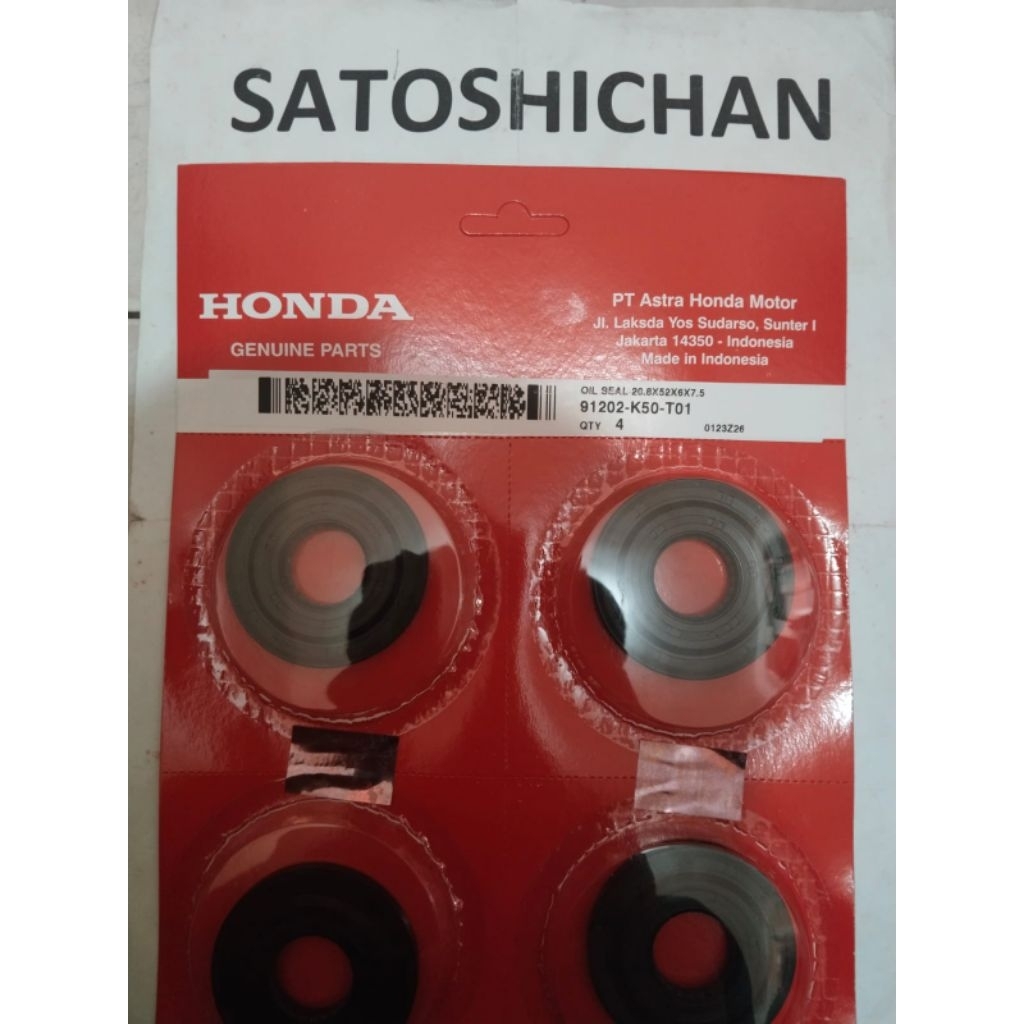 SATOSHICHAN
HONDA
GENUINE PARTS
PT Astra Honda Motor
Jl. Laksda Yos Sudarso, Sunter I
Jakarta 14350 - Indonesia
Made in Indonesia
OIL SEAL 20.8X52X6X7.5
91202-K50-T01
QTY 4
0123Z26